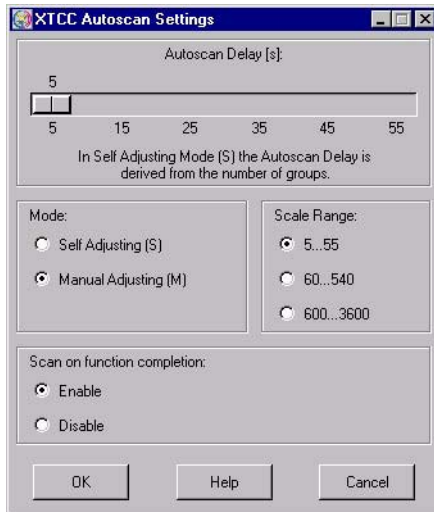 XTCC Autoscan Settings
Autoscan Delay [s]:
5
5 15 25 35 45 55
In Self Adjusting Mode (S) the Autoscan Delay is
derived from the number of groups.
Mode:
Self Adjusting (S)
Manual Adjusting (M)
Scale Range:
5...55
60...540
600...3600
Scan on function completion:
Enable
Disable
OK Help Cancel